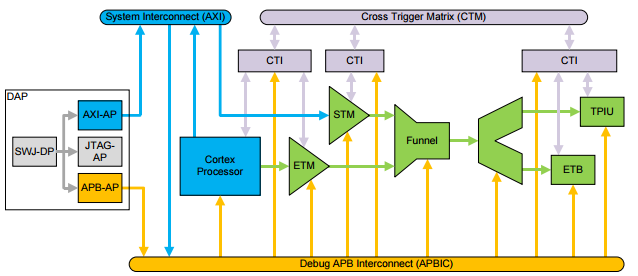 System Interconnect (AXI)
Cross Trigger Matrix (CTM)
CTI
CTI
CTI
DAP
AXI-AP
SWJ-DP
JTAG-
AP
APB-AP
STM
TPIU
Funnel
Cortex
Processor
ETM
ETB
Debug APB Interconnect (APBIC)